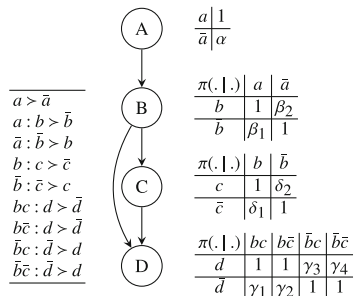 a ≻ ā
a : b ≻ b̄
ā : b̄ ≻ b
b : c ≻ c̄
b̄ : c̄ ≻ c
bc : d ≻ d̄
bc̄ : d ≻ d̄
b̄c : d̄ ≻ d
b̄c̄ : d̄ ≻ d
A
B
C
D
a 1
ā α
π(. | .) a ā
b 1 β₂
b̄ β₁ 1
π(. | .) b b̄
c 1 δ₂
c̄ δ₁ 1
π(. | .) bc bc̄ b̄c b̄c̄
d 1 1 γ₃ γ₄
d̄ γ₁ γ₂ 1 1